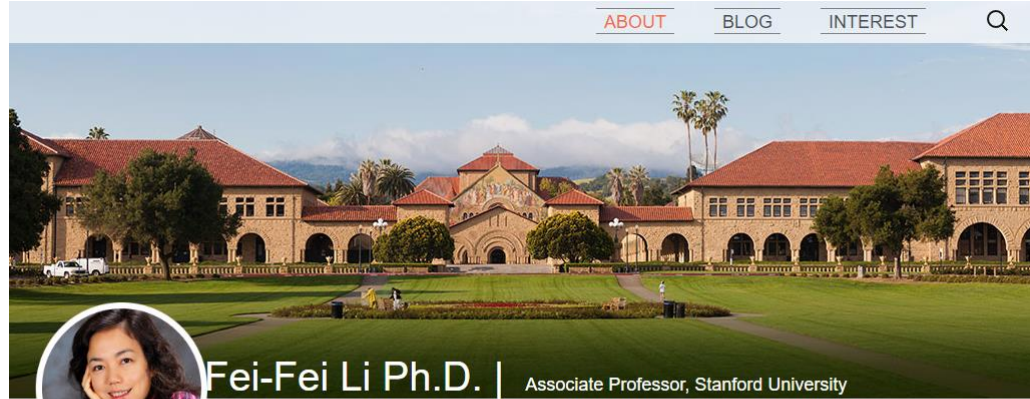 ABOUT BLOG INTEREST
Fei-Fei Li Ph.D. | Associate Professor, Stanford University